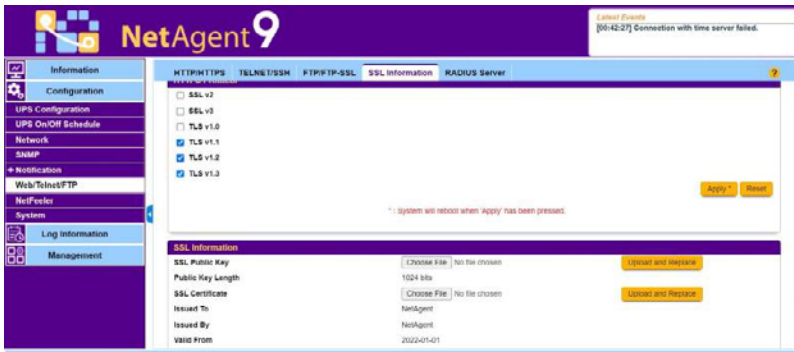 NetAgent 9
Latest Events
[00:42:27] Connection with time server failed.
Information
Configuration
UPS Configuration
UPS On/Off Schedule
Network
SNMP
+ Notification
Web/Telnet/FTP
NetFeeler
System
Log Information
Management
HTTP/HTTPS TELNET/SSH FTP/FTP-SSL SSL Information RADIUS Server
?
SSL v2
SSL v3
TLS v1.0
TLS v1.1
TLS v1.2
TLS v1.3
Apply * Reset
* : System will reboot when 'Apply' has been pressed.
SSL Information
SSL Public Key Choose File No file chosen Upload and Replace
Public Key Length 1024 bits
SSL Certificate Choose File No file chosen Upload and Replace
Issued To NetAgent
Issued By NetAgent
Valid From 2022-01-01